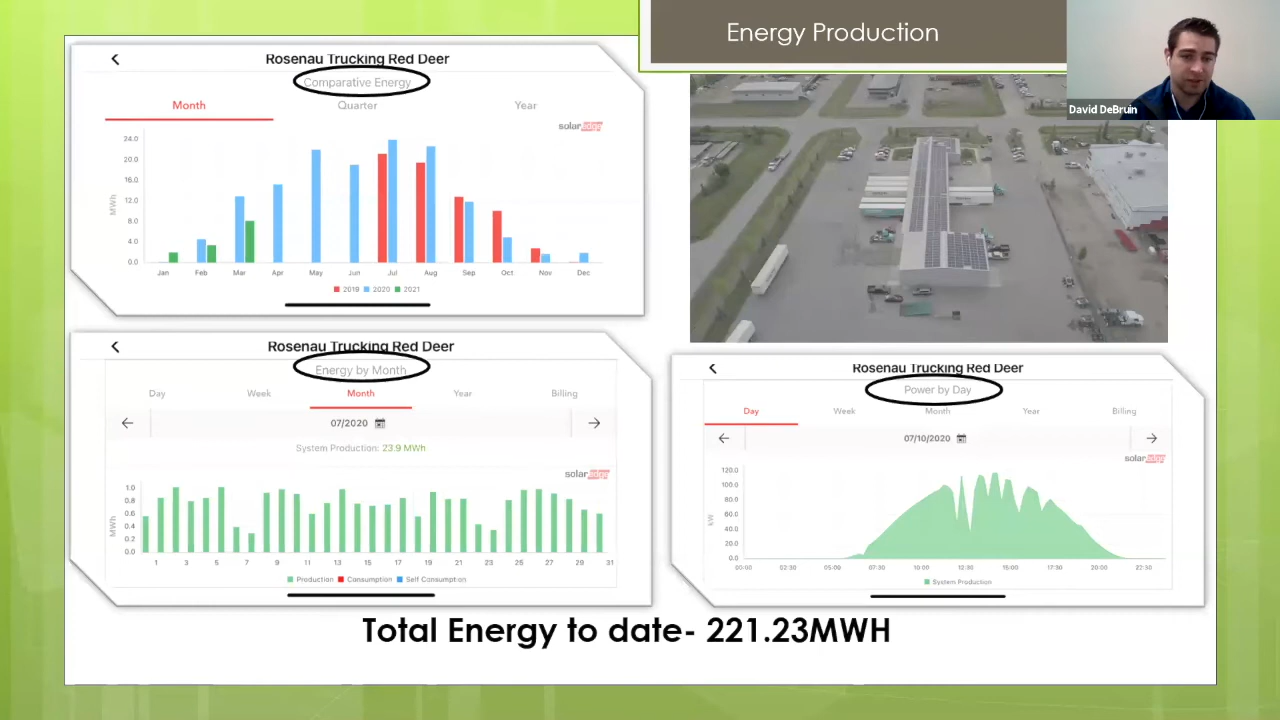 Energy Production
David DeBruin
Rosenau Trucking Red Deer
Comparative Energy
Month Quarter Year
solar
24.0
20.0
16.0
12.0
8.0
4.0
0.0
MWh
Jan Feb Mar Apr May Jun Jul Aug Sep Oct Nov Dec
2019 2020 2021
Rosenau Trucking Red Deer
Energy by Month
Day Week Month Year Billing
07/2020
System Production: 23.9 MWh
solar
1.0
0.8
0.6
0.4
0.2
0.0
MWh
1 3 5 7 9 11 13 15 17 19 21 23 25 27 29 31
Production Consumption Self Consumption
Rosenau Trucking Red Deer
Power by Day
Day Week Month Year Billing
07/10/2020
solar
120.0
100.0
80.0
60.0
40.0
20.0
0.0
kW
00:00 02:30 05:00 07:30 10:00 12:30 15:00 17:30 20:00 22:30
System Production
Total Energy to date- 221.23MWH